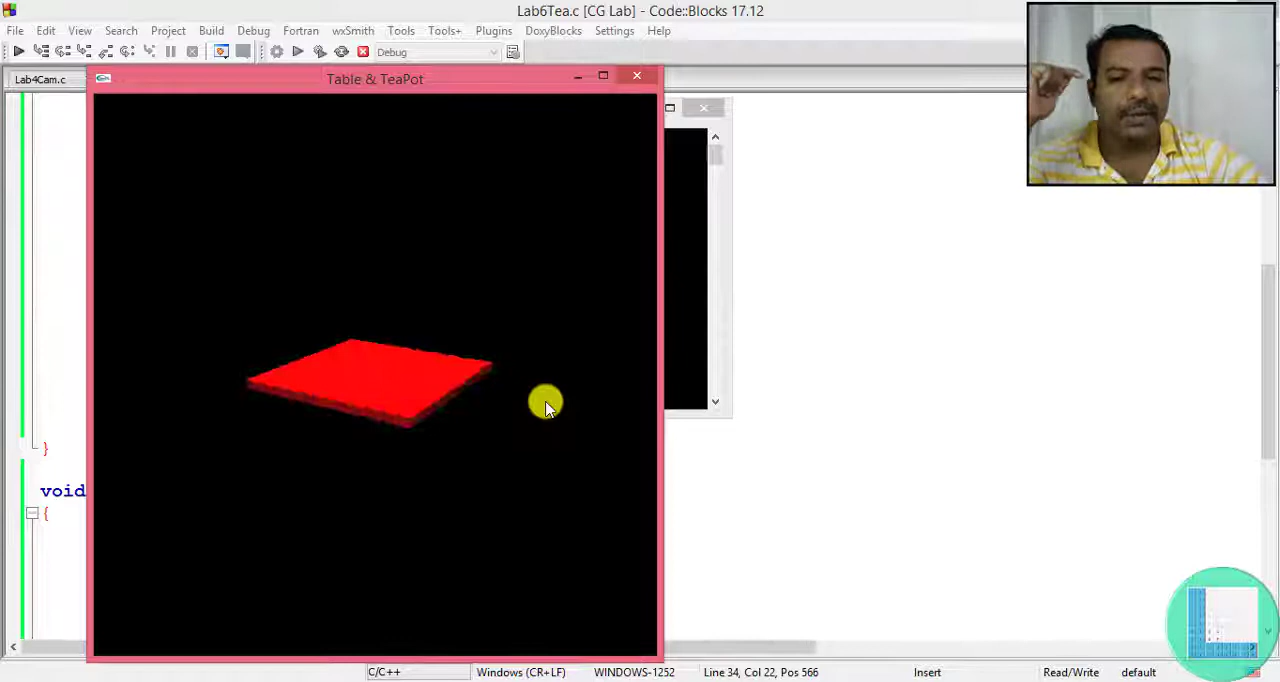 Lab6Tea.c [CG Lab] - Code::Blocks 17.12
File Edit View Search Project Build Debug Fortran wxSmith Tools Tools+ Plugins DoxyBlocks Settings Help
Debug
Lab4Cam.c
Table & TeaPot
}
void
{
C/C++ Windows (CR+LF) WINDOWS-1252 Line 34, Col 22, Pos 566 Insert Read/Write default